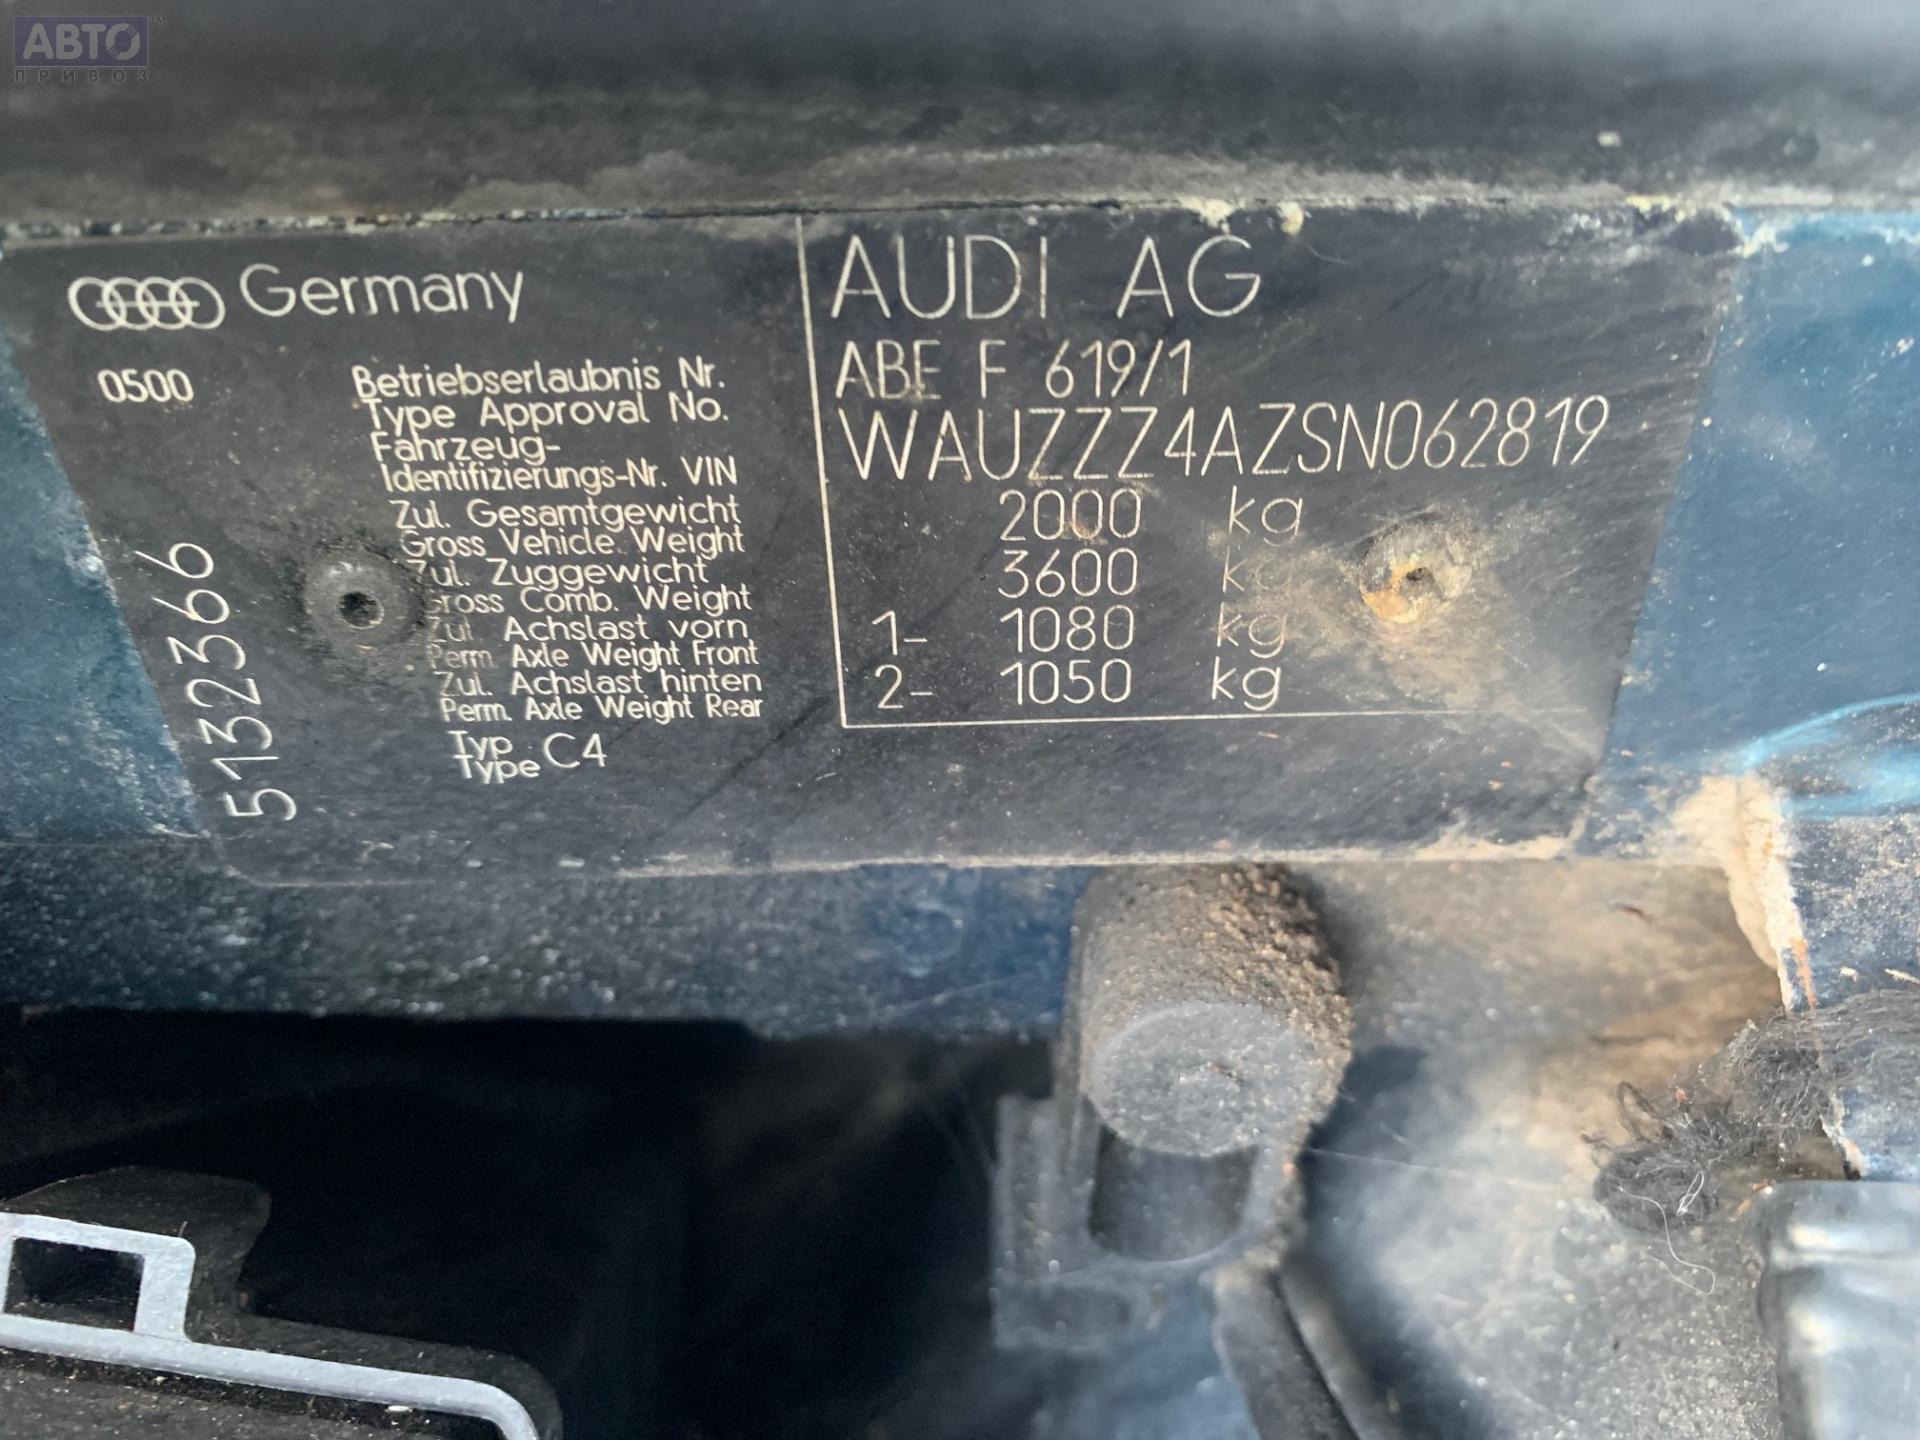 АВТО™
ПРИВОЗ
Germany
0500
Betriebserlaubnis Nr.
Type Approval No.
Fahrzeug-
Identifizierungs-Nr. VIN
Zul. Gesamtgewicht
Gross Vehicle Weight
Zul. Zuggewicht
Gross Comb. Weight
Zul. Achslast vorn
Perm. Axle Weight Front
Zul. Achslast hinten
Perm. Axle Weight Rear
Typ
Type C4
5132366
AUDI AG
ABE F 619/1
WAUZZZ4AZSN062819
2000 kg
3600 kg
1- 1080 kg
2- 1050 kg